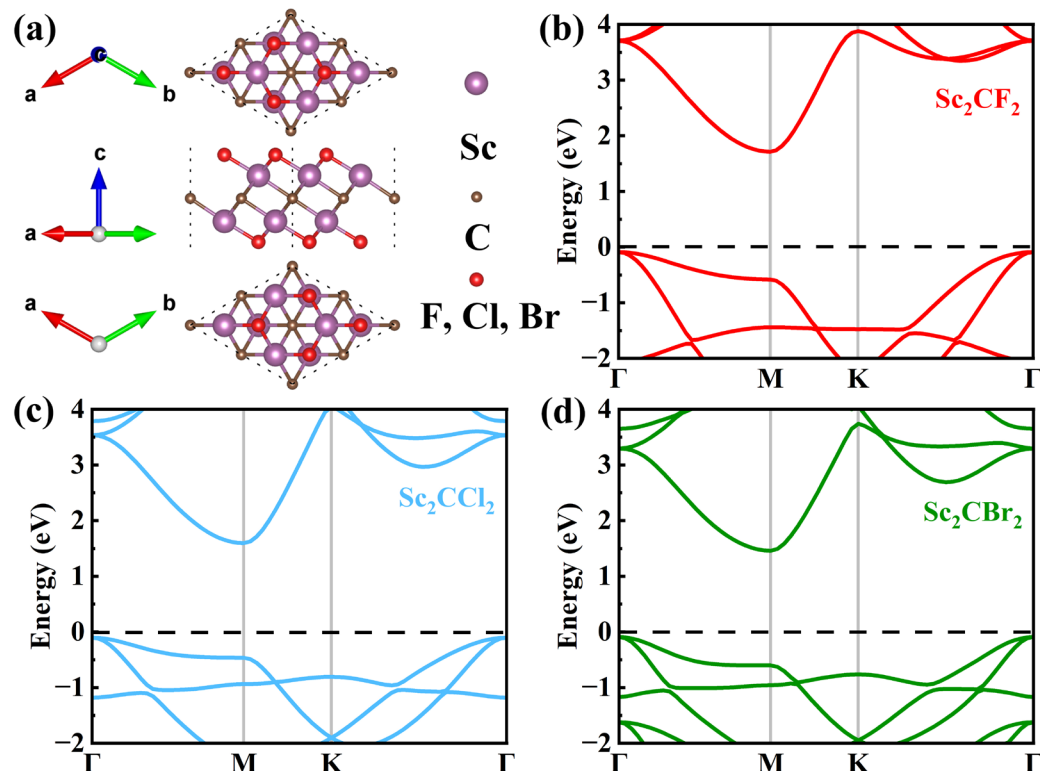 (a)
c
a
b
Sc
c
a
C
a
b
F, Cl, Br
(b)
Energy (eV)
4
3
2
1
0
−1
−2
Sc₂CF₂
Γ M K Γ
(c)
Energy (eV)
4
3
2
1
0
−1
−2
Sc₂CCl₂
Γ M K Γ
(d)
Energy (eV)
4
3
2
1
0
−1
−2
Sc₂CBr₂
Γ M K Γ